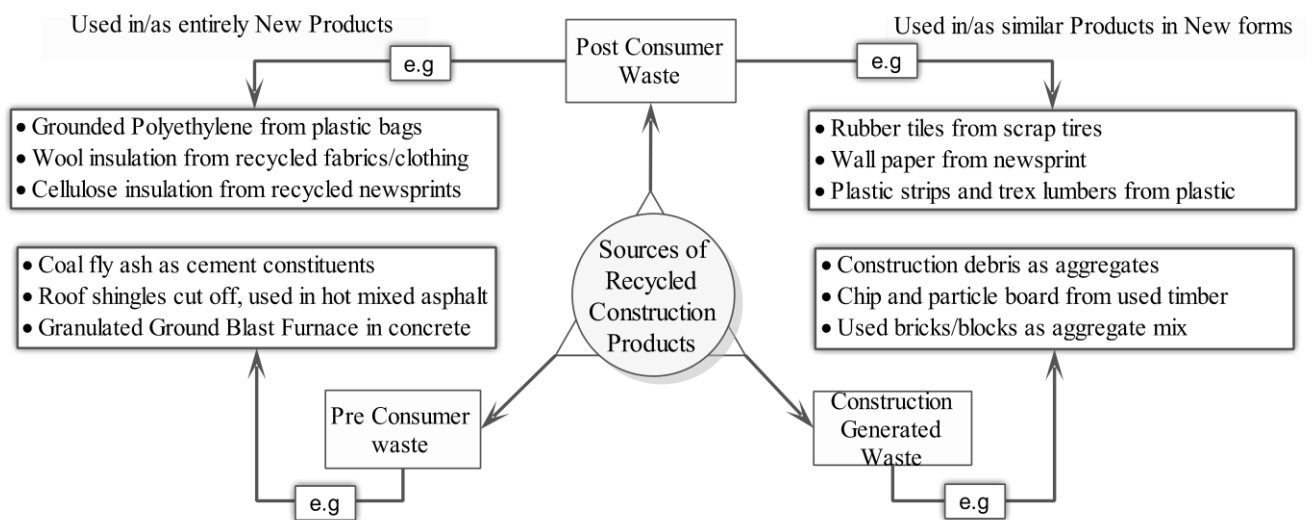 Used in/as entirely New Products
Used in/as similar Products in New forms
Post Consumer
Waste
e.g
e.g
• Grounded Polyethylene from plastic bags
• Wool insulation from recycled fabrics/clothing
• Cellulose insulation from recycled newsprints
• Rubber tiles from scrap tires
• Wall paper from newsprint
• Plastic strips and trex lumbers from plastic
Sources of
Recycled
Construction
Products
• Coal fly ash as cement constituents
• Roof shingles cut off, used in hot mixed asphalt
• Granulated Ground Blast Furnace in concrete
• Construction debris as aggregates
• Chip and particle board from used timber
• Used bricks/blocks as aggregate mix
Pre Consumer
waste
Construction
Generated
Waste
e.g
e.g